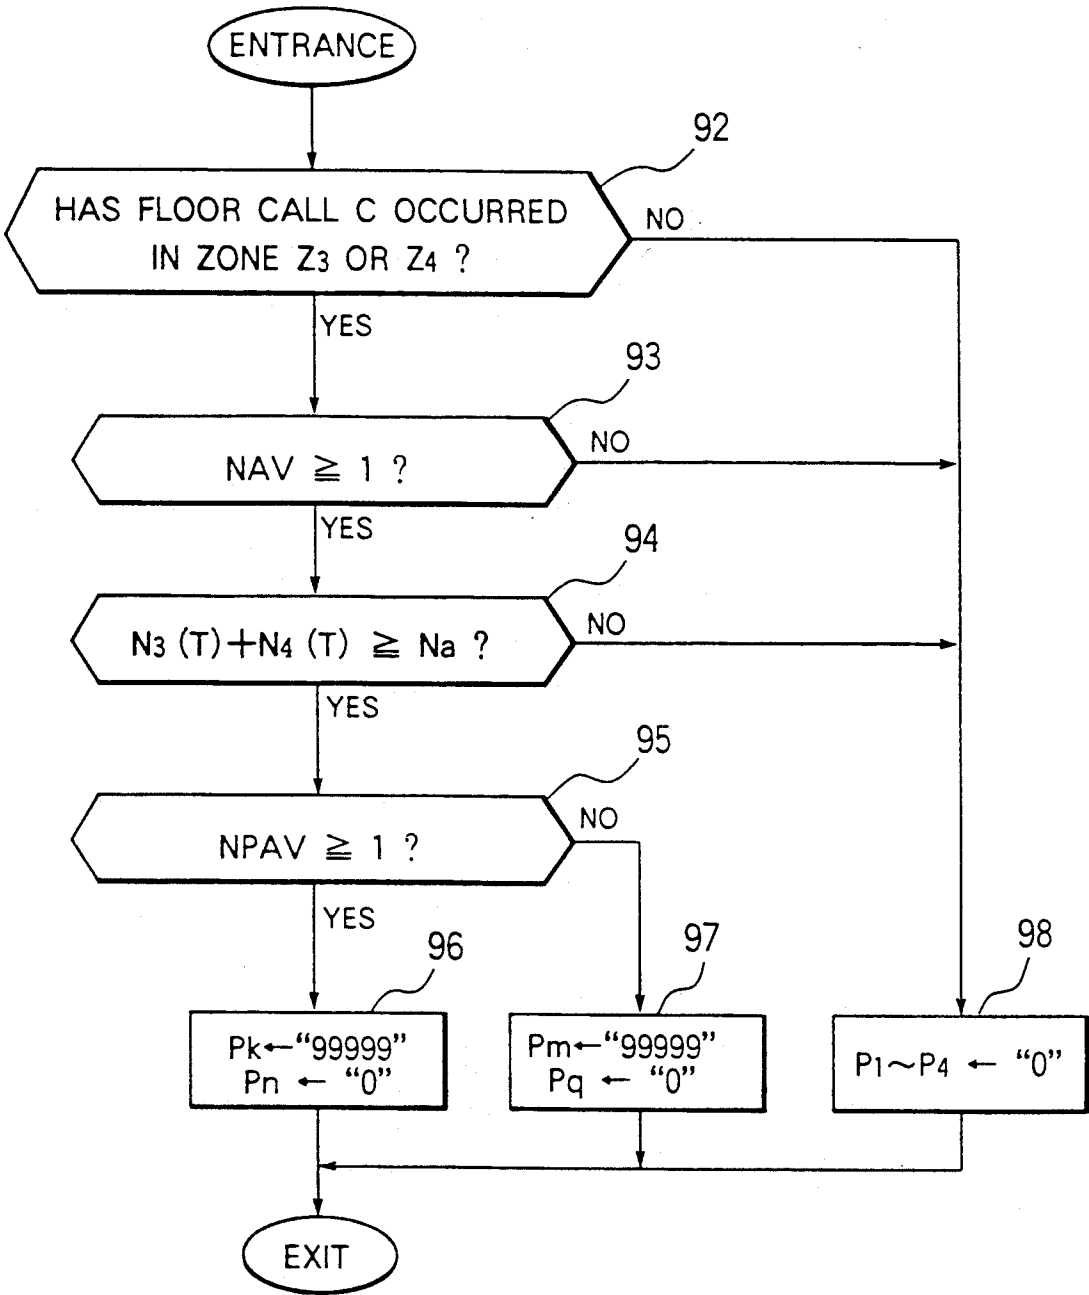 ENTRANCE
92
HAS FLOOR CALL C OCCURRED
IN ZONE Z3 OR Z4 ?
NO
YES
93
NAV ≧ 1 ?
NO
YES
94
N3 (T)+N4 (T) ≧ Na ?
NO
YES
95
NPAV ≧ 1 ?
NO
YES
96
Pk←“99999”
Pn ← “0”
97
Pm←“99999”
Pq ← “0”
98
P1~P4 ← “0”
EXIT